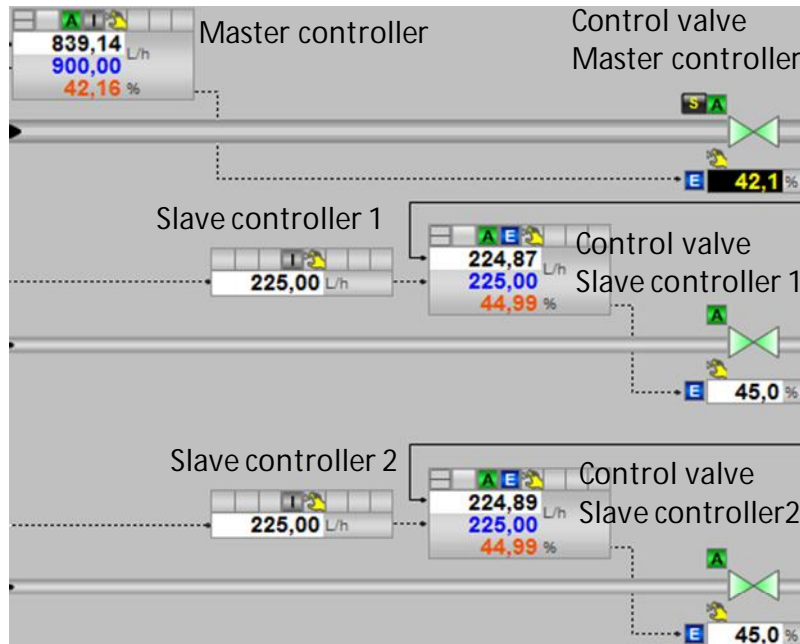 A I
839,14 L/h
900,00
42,16 %
Master controller
Control valve
Master controller
S A
E 42,1 %
Slave controller 1
I
225,00 L/h
A E
224,87 L/h
225,00
44,99 %
Control valve
Slave controller 1
A
E 45,0 %
Slave controller 2
I
225,00 L/h
A E
224,89 L/h
225,00
44,99 %
Control valve
Slave controller2
A
E 45,0 %